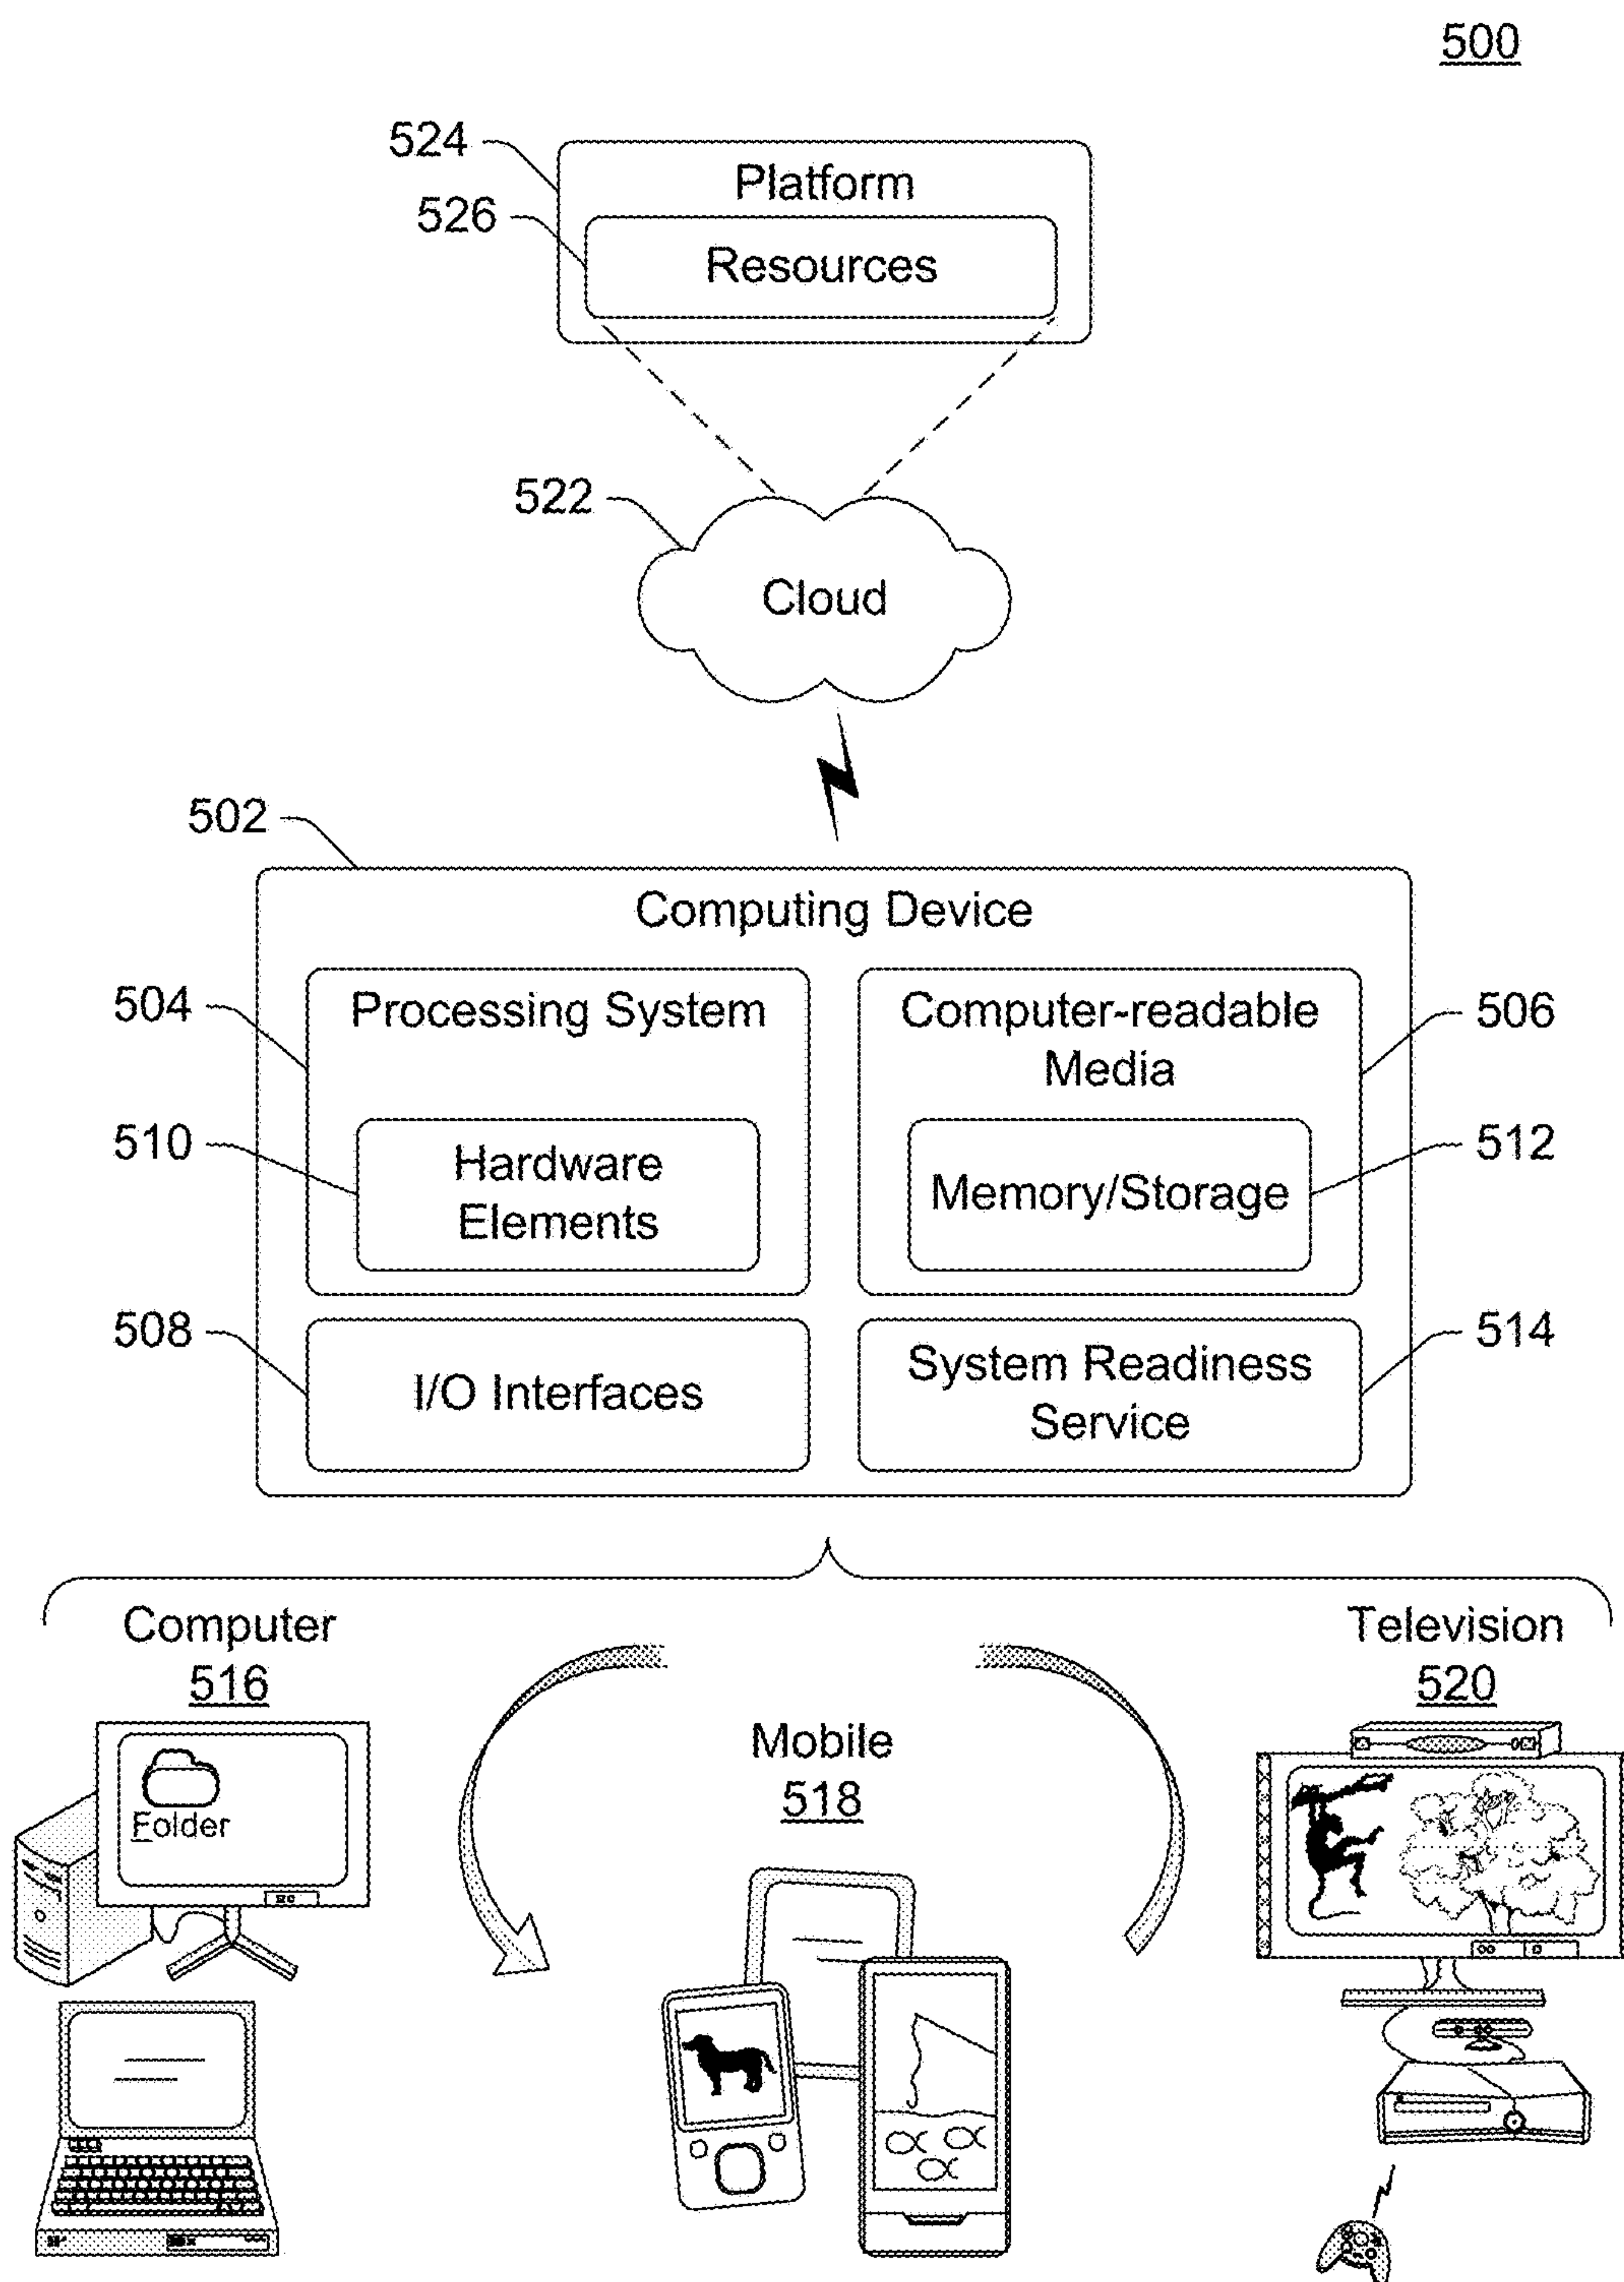 500
524
Platform
526
Resources
522
Cloud
502
Computing Device
504
Processing System
Computer-readable
Media
506
510
Hardware
Elements
Memory/Storage
512
508
I/O Interfaces
System Readiness
Service
514
Computer
516
Mobile
518
Television
520
Folder